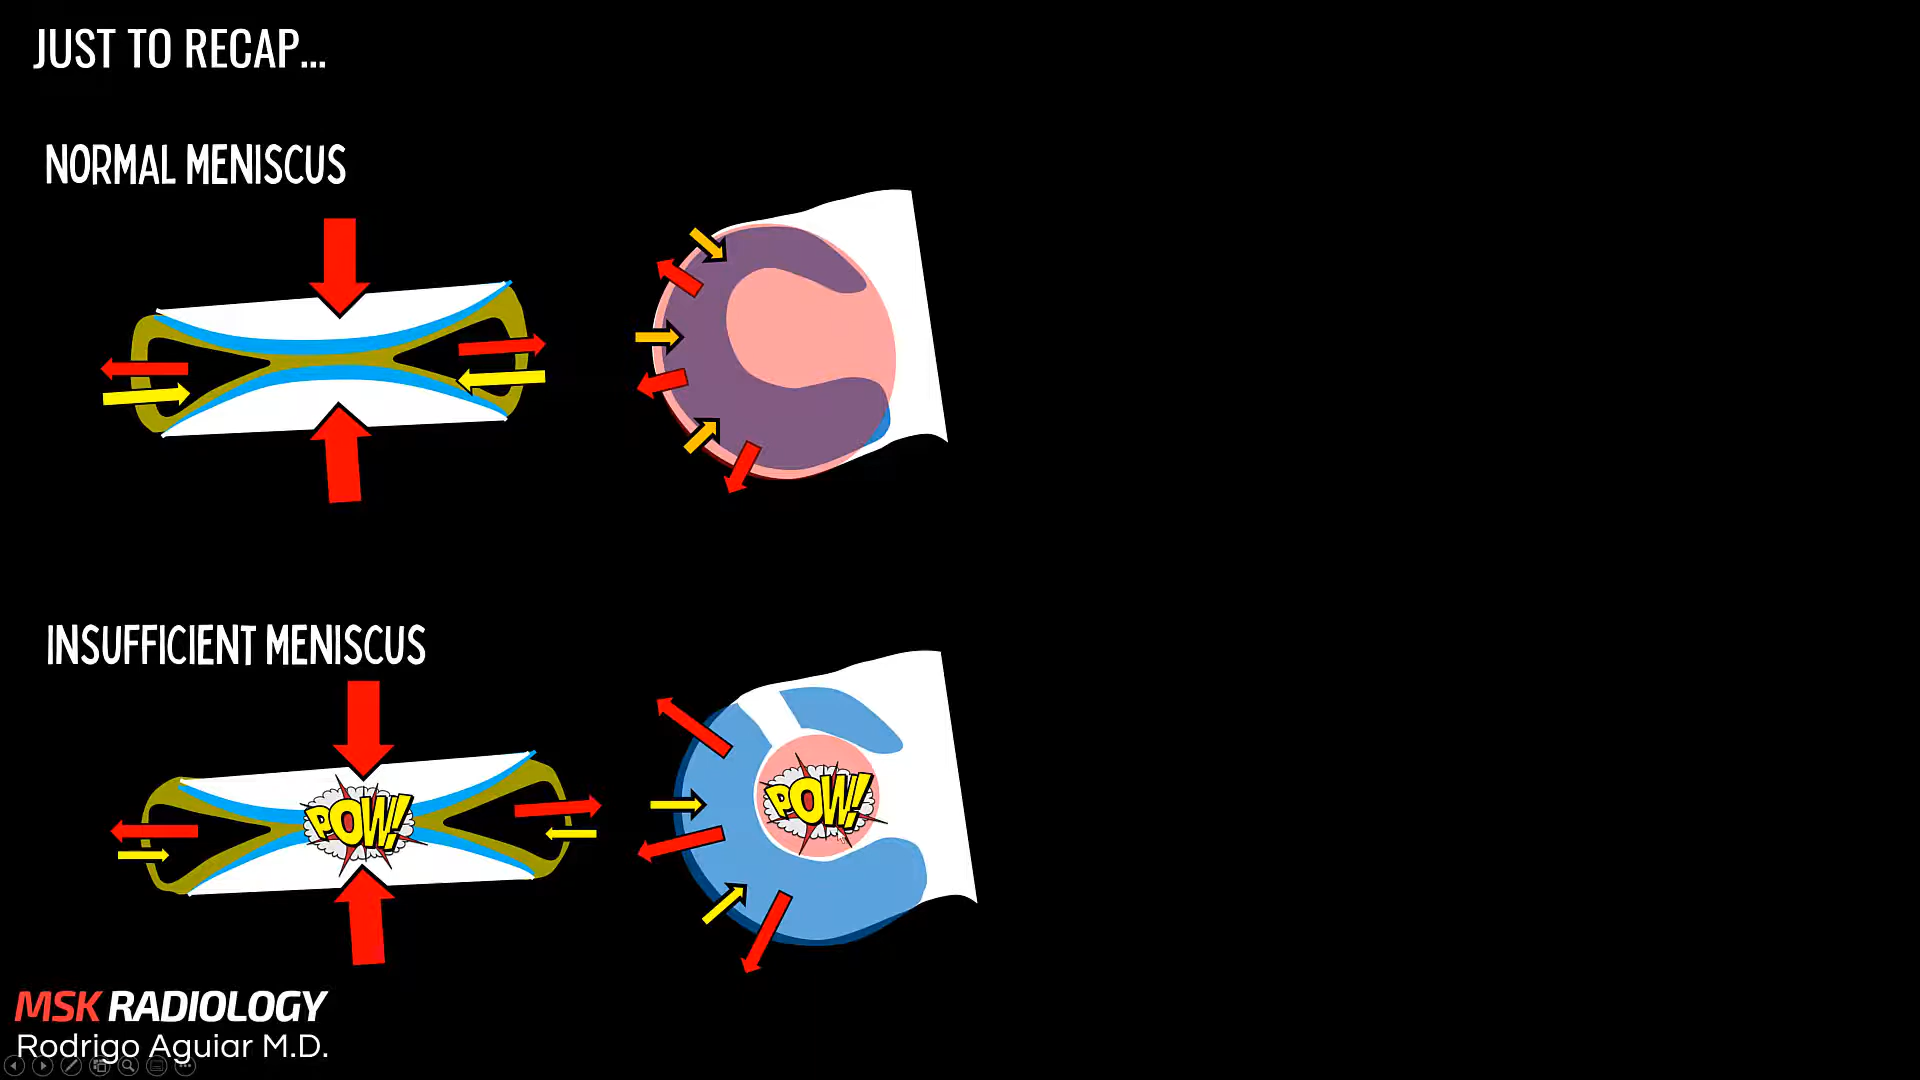 JUST TO RECAP...
NORMAL MENISCUS
INSUFFICIENT MENISCUS
POW!
POW!
MSK RADIOLOGY
Rodrigo Aguiar M.D.